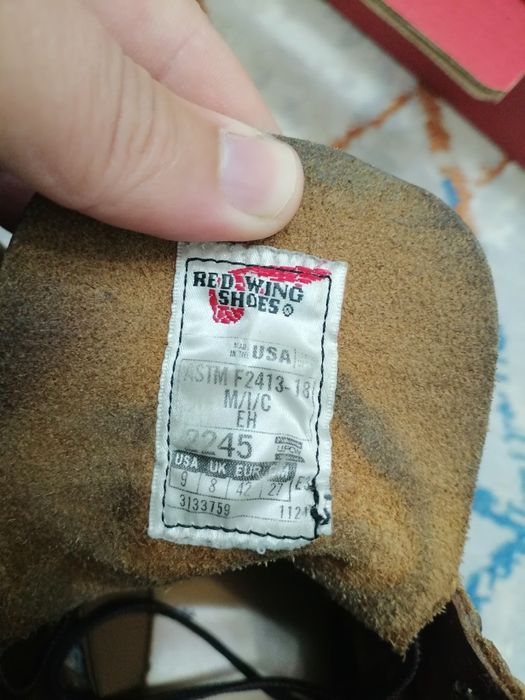 RED WING
SHOES®
MADE
IN THE USA
ASTM F2413-18
M/I/C
EH
2245
USA UK EUR
9 8 42 27
3133759 1121